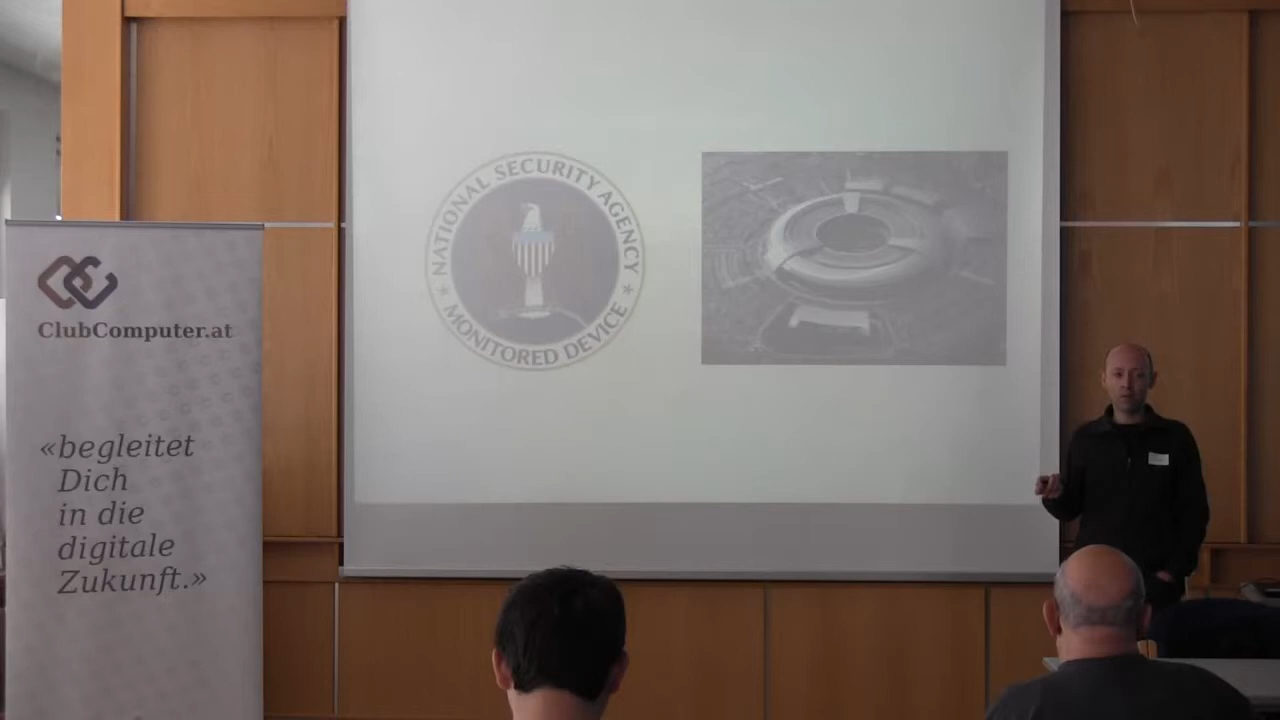 ClubComputer.at
«begleitet
Dich
in die
digitale
Zukunft.»
NATIONAL SECURITY AGENCY
★ MONITORED DEVICE ★